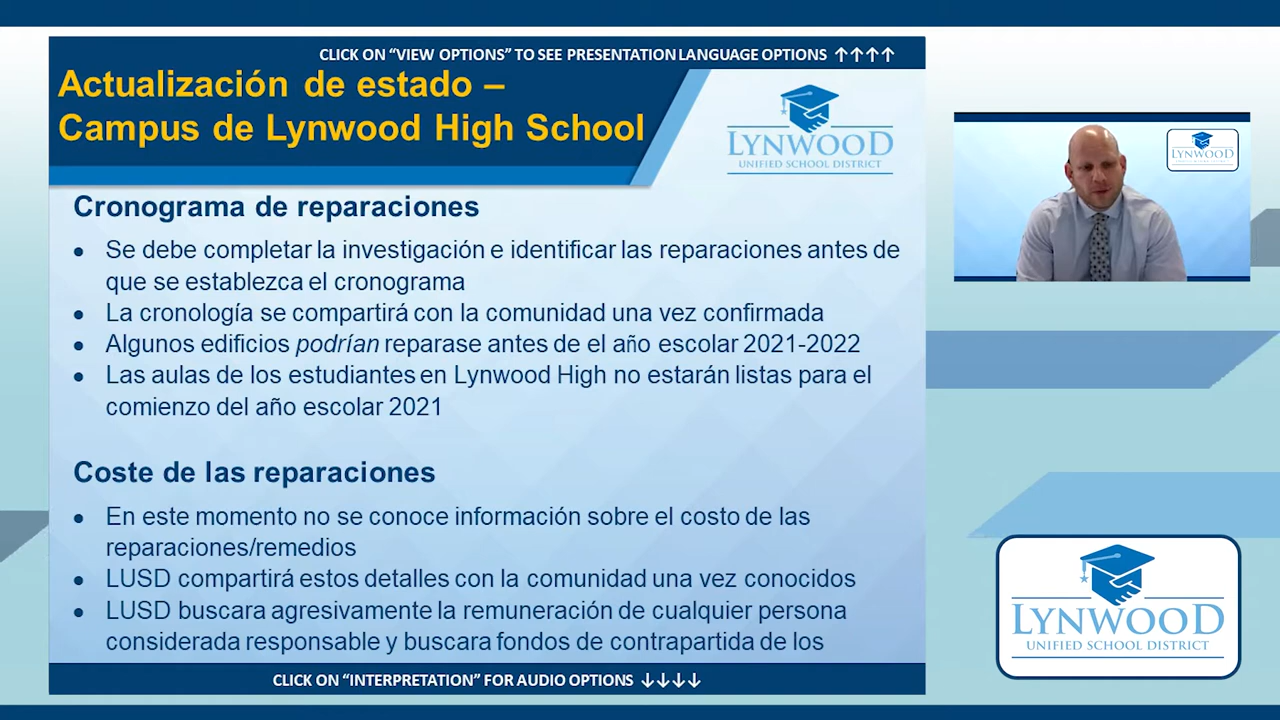 CLICK ON “VIEW OPTIONS” TO SEE PRESENTATION LANGUAGE OPTIONS ↑↑↑↑
Actualización de estado –
Campus de Lynwood High School
LYNWOOD
UNIFIED SCHOOL DISTRICT
Cronograma de reparaciones
• Se debe completar la investigación e identificar las reparaciones antes de
que se establezca el cronograma
• La cronología se compartirá con la comunidad una vez confirmada
• Algunos edificios podrían reparase antes de el año escolar 2021-2022
• Las aulas de los estudiantes en Lynwood High no estarán listas para el
comienzo del año escolar 2021
Coste de las reparaciones
• En este momento no se conoce información sobre el costo de las
reparaciones/remedios
• LUSD compartirá estos detalles con la comunidad una vez conocidos
• LUSD buscara agresivamente la remuneración de cualquier persona
considerada responsable y buscara fondos de contrapartida de los
CLICK ON “INTERPRETATION” FOR AUDIO OPTIONS ↓↓↓↓
LYNWOOD
LYNWOOD
UNIFIED SCHOOL DISTRICT